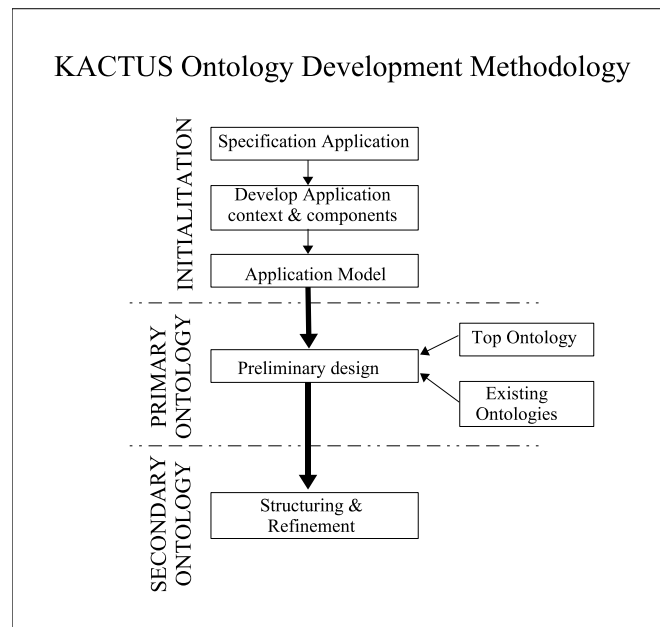 KACTUS Ontology Development Methodology
INITIALITATION
Specification Application
Develop Application
context & components
Application Model
PRIMARY
ONTOLOGY
Preliminary design
Top Ontology
Existing
Ontologies
SECONDARY
ONTOLOGY
Structuring &
Refinement